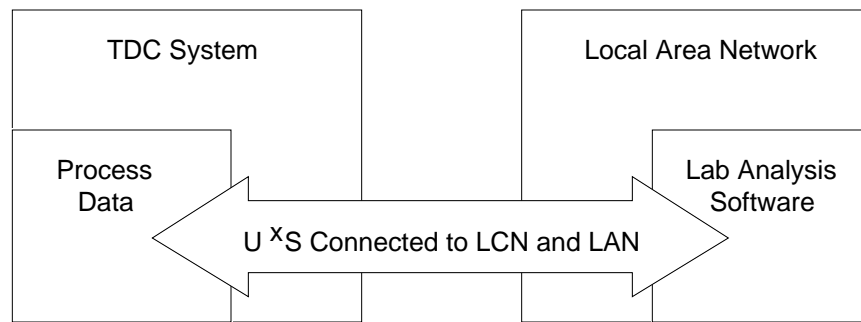 TDC System
Local Area Network
Process
Data
Lab Analysis
Software
U ˣS Connected to LCN and LAN